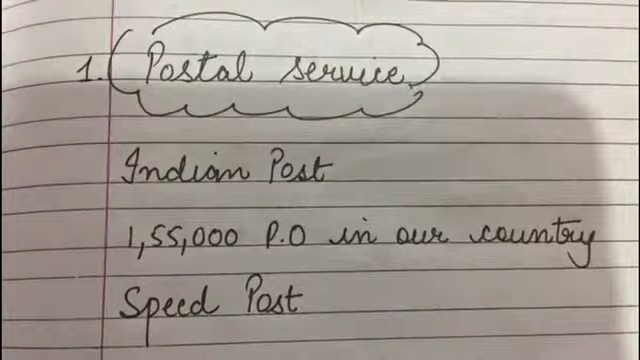 1. Postal service
Indian Post
1,55,000 P.O in our country
Speed Post